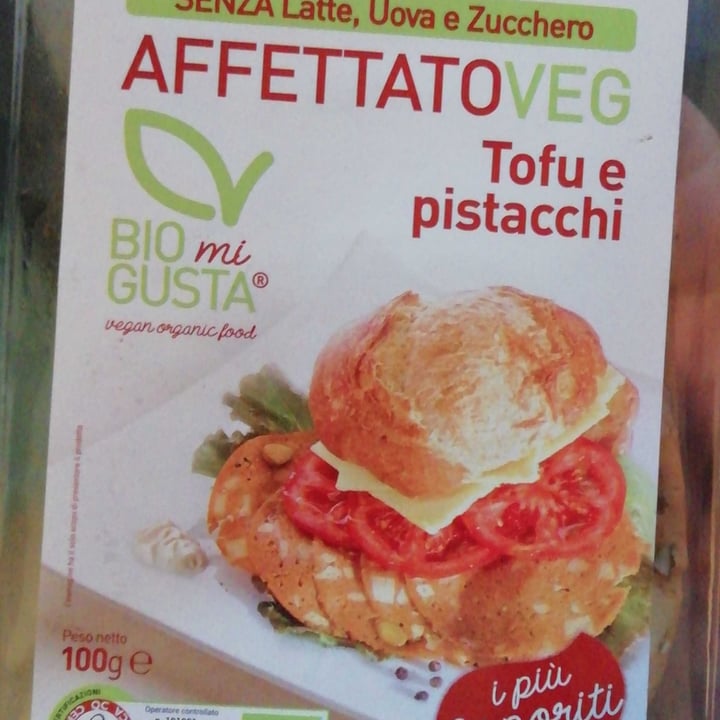 SENZA Latte, Uova e Zucchero
AFFETTATOVEG
Tofu e
pistacchi
BIO mi
GUSTA®
vegan organic food
Peso netto
100g ℮
i più
Operatore controllato